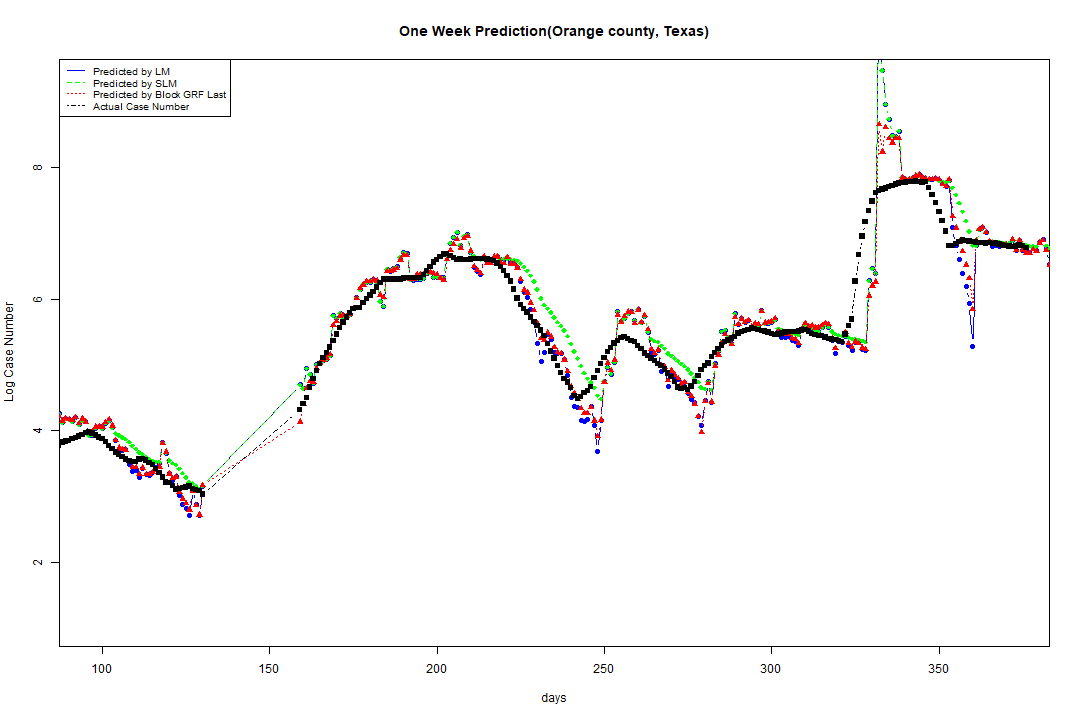 One Week Prediction(Orange county, Texas)
Predicted by LM
Predicted by SLM
Predicted by Block GRF Last
Actual Case Number
8
6
4
2
Log Case Number
100 150 200 250 300 350
days